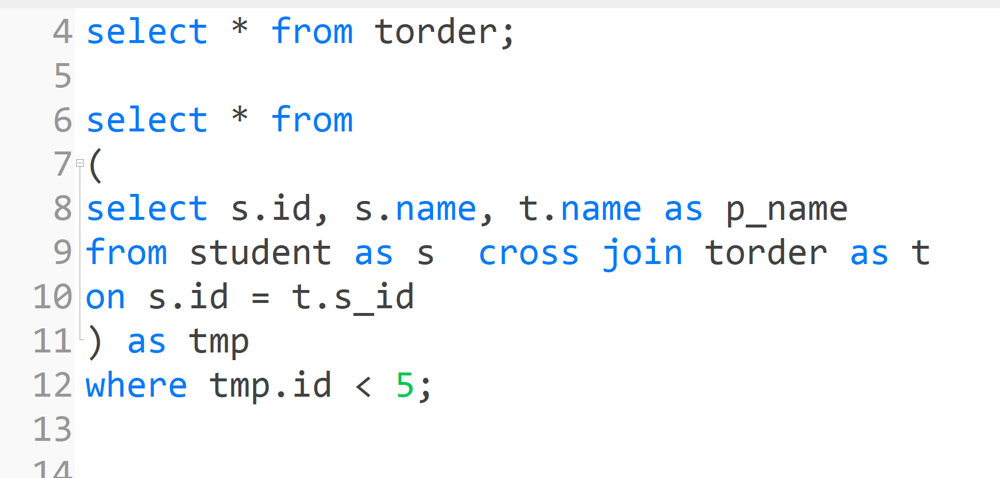 4 select * from torder;
5
6 select * from
7 (
8 select s.id, s.name, t.name as p_name
9 from student as s  cross join torder as t
10 on s.id = t.s_id
11 ) as tmp
12 where tmp.id < 5;
13
14